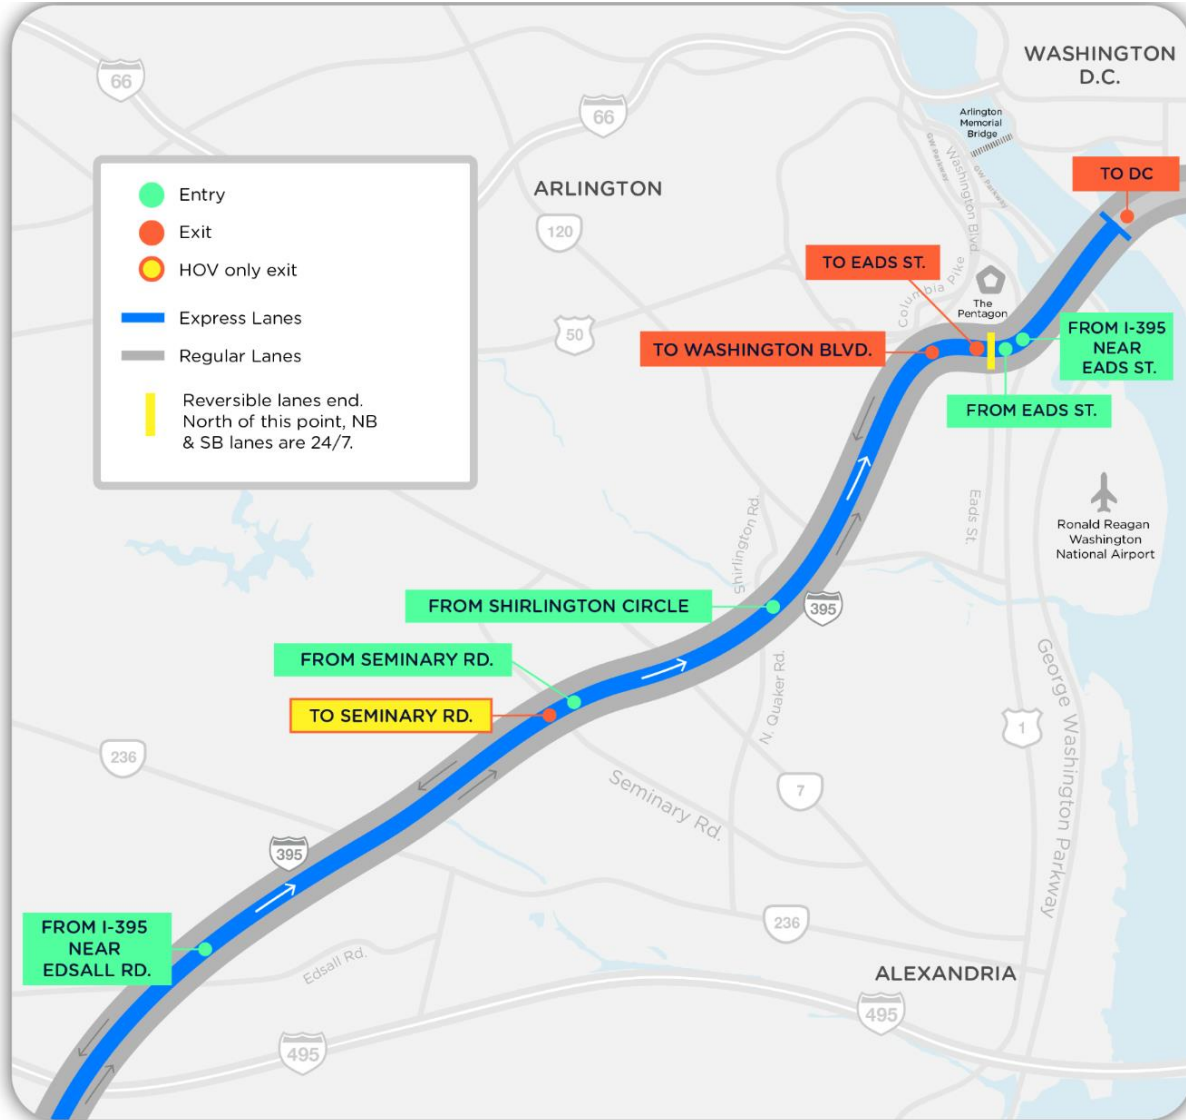 WASHINGTON
D.C.
66
66
Arlington
Memorial
Bridge
GW Parkway
Washington Blvd.
GW Parkway
TO DC
Entry
Exit
HOV only exit
Express Lanes
Regular Lanes
Reversible lanes end.
North of this point, NB
& SB lanes are 24/7.
ARLINGTON
120
TO EADS ST.
Columbia Pike
The
Pentagon
50
TO WASHINGTON BLVD.
FROM I-395
NEAR
EADS ST.
FROM EADS ST.
Eads St.
Ronald Reagan
Washington
National Airport
Shirlington Rd.
FROM SHIRLINGTON CIRCLE
395
FROM SEMINARY RD.
TO SEMINARY RD.
N. Quaker Rd.
George Washington Parkway
1
236
7
Seminary Rd.
395
FROM I-395
NEAR
EDSALL RD.
Edsall Rd.
236
ALEXANDRIA
495
495